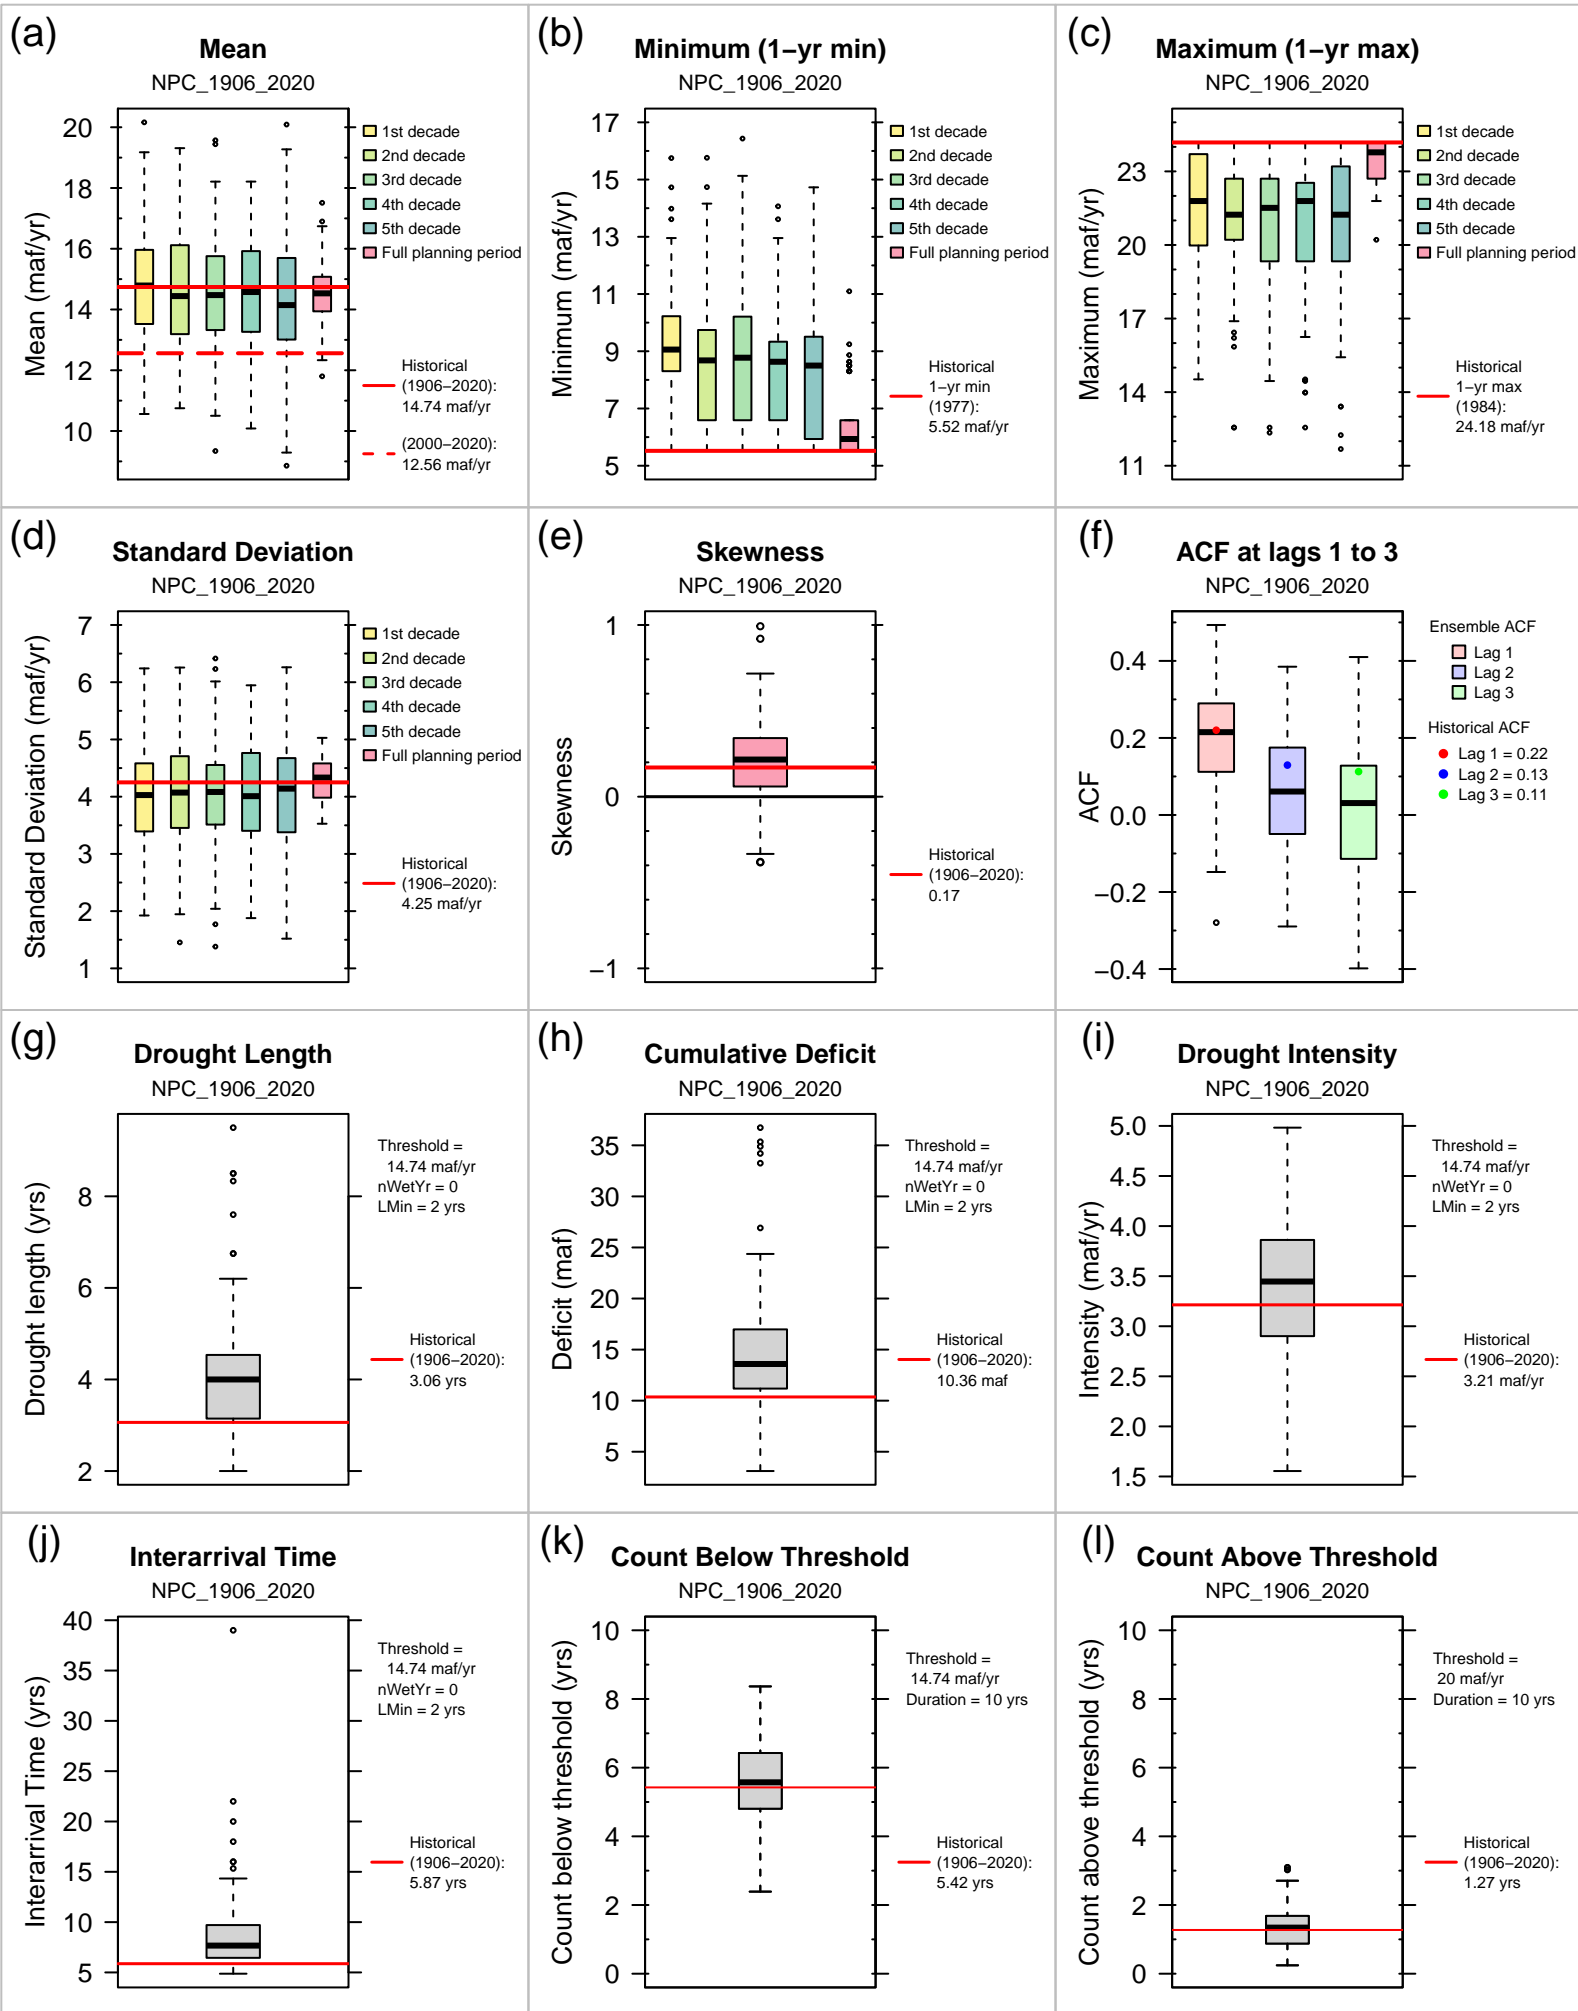 (a)
Mean
NPC_1906_2020
Mean (maf/yr)
20
18
16
14
12
10
1st decade
2nd decade
3rd decade
4th decade
5th decade
Full planning period
Historical
(1906−2020):
14.74 maf/yr
(2000−2020):
12.56 maf/yr
(b)
Minimum (1−yr min)
NPC_1906_2020
Minimum (maf/yr)
17
15
13
11
9
7
5
1st decade
2nd decade
3rd decade
4th decade
5th decade
Full planning period
Historical
1−yr min
(1977):
5.52 maf/yr
(c)
Maximum (1−yr max)
NPC_1906_2020
Maximum (maf/yr)
23
20
17
14
11
1st decade
2nd decade
3rd decade
4th decade
5th decade
Full planning period
Historical
1−yr max
(1984):
24.18 maf/yr
(d)
Standard Deviation
NPC_1906_2020
Standard Deviation (maf/yr)
7
6
5
4
3
2
1
1st decade
2nd decade
3rd decade
4th decade
5th decade
Full planning period
Historical
(1906−2020):
4.25 maf/yr
(e)
Skewness
NPC_1906_2020
Skewness
1
0
−1
Historical
(1906−2020):
0.17
(f)
ACF at lags 1 to 3
NPC_1906_2020
ACF
0.4
0.2
0.0
−0.2
−0.4
Ensemble ACF
Lag 1
Lag 2
Lag 3
Historical ACF
Lag 1 = 0.22
Lag 2 = 0.13
Lag 3 = 0.11
(g)
Drought Length
NPC_1906_2020
Drought length (yrs)
8
6
4
2
Threshold =
14.74 maf/yr
nWetYr = 0
LMin = 2 yrs
Historical
(1906−2020):
3.06 yrs
(h)
Cumulative Deficit
NPC_1906_2020
Deficit (maf)
35
30
25
20
15
10
5
Threshold =
14.74 maf/yr
nWetYr = 0
LMin = 2 yrs
Historical
(1906−2020):
10.36 maf
(i)
Drought Intensity
NPC_1906_2020
Intensity (maf/yr)
5.0
4.5
4.0
3.5
3.0
2.5
2.0
1.5
Threshold =
14.74 maf/yr
nWetYr = 0
LMin = 2 yrs
Historical
(1906−2020):
3.21 maf/yr
(j)
Interarrival Time
NPC_1906_2020
Interarrival Time (yrs)
40
35
30
25
20
15
10
5
Threshold =
14.74 maf/yr
nWetYr = 0
LMin = 2 yrs
Historical
(1906−2020):
5.87 yrs
(k)
Count Below Threshold
NPC_1906_2020
Count below threshold (yrs)
10
8
6
4
2
0
Threshold =
14.74 maf/yr
Duration = 10 yrs
Historical
(1906−2020):
5.42 yrs
(l)
Count Above Threshold
NPC_1906_2020
Count above threshold (yrs)
10
8
6
4
2
0
Threshold =
20 maf/yr
Duration = 10 yrs
Historical
(1906−2020):
1.27 yrs